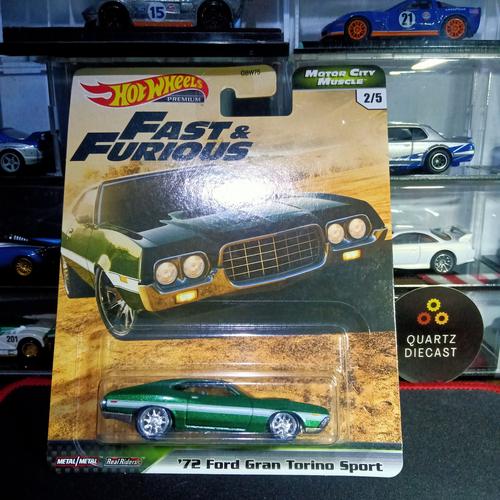 15
21
HOT WHEELS
PREMIUM
GBW75
MOTOR CITY
MUSCLE
2/5
FAST &
FURIOUS
201
QUARTZ
DIECAST
METAL/METAL
Real Riders
'72 Ford Gran Torino Sport